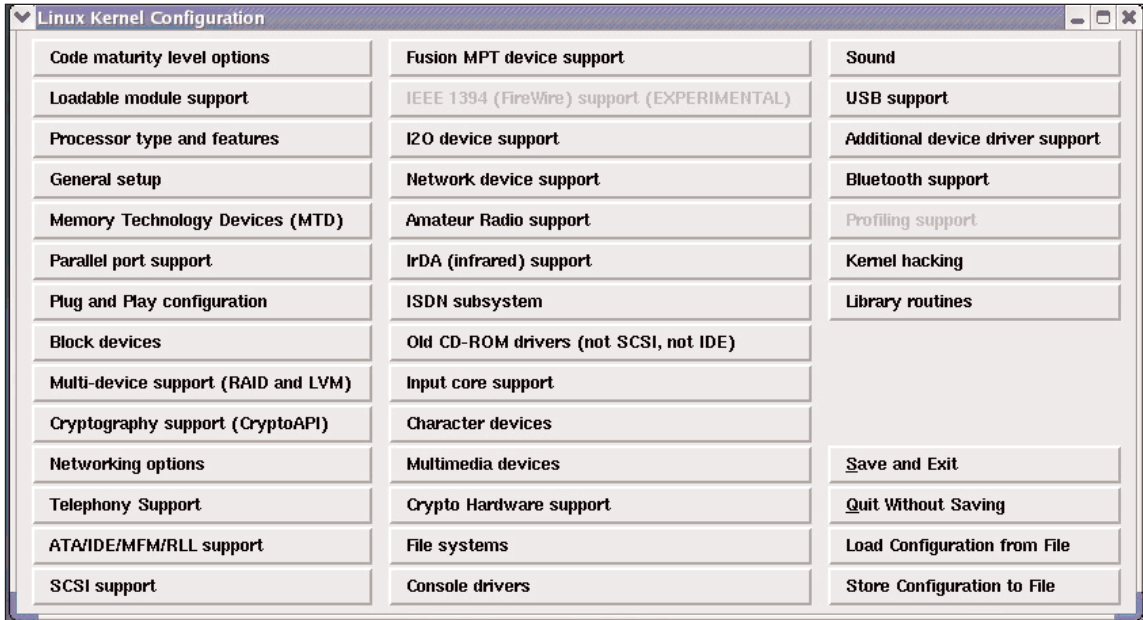 Linux Kernel Configuration
Code maturity level options
Loadable module support
Processor type and features
General setup
Memory Technology Devices (MTD)
Parallel port support
Plug and Play configuration
Block devices
Multi-device support (RAID and LVM)
Cryptography support (CryptoAPI)
Networking options
Telephony Support
ATA/IDE/MFM/RLL support
SCSI support
Fusion MPT device support
IEEE 1394 (FireWire) support (EXPERIMENTAL)
I2O device support
Network device support
Amateur Radio support
IrDA (infrared) support
ISDN subsystem
Old CD-ROM drivers (not SCSI, not IDE)
Input core support
Character devices
Multimedia devices
Crypto Hardware support
File systems
Console drivers
Sound
USB support
Additional device driver support
Bluetooth support
Profiling support
Kernel hacking
Library routines
Save and Exit
Quit Without Saving
Load Configuration from File
Store Configuration to File